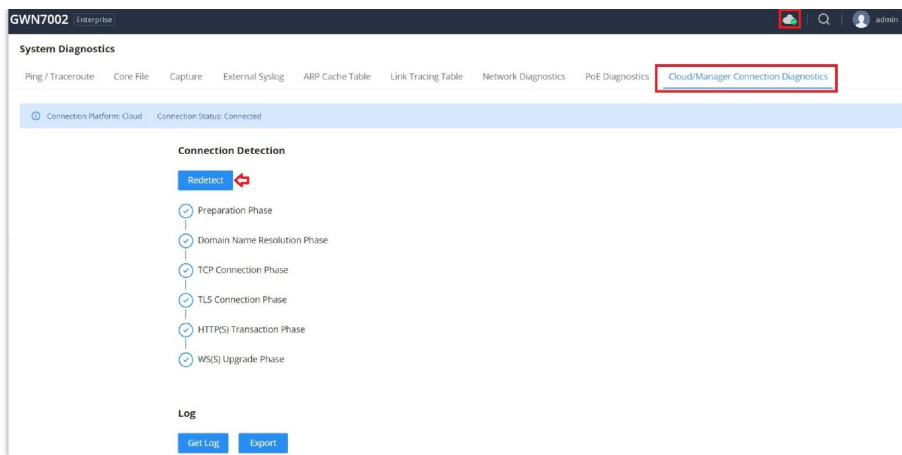 GWN7002 Enterprise admin
System Diagnostics
Ping / Traceroute Core File Capture External Syslog ARP Cache Table Link Tracing Table Network Diagnostics PoE Diagnostics Cloud/Manager Connection Diagnostics
Connection Platform: Cloud Connection Status: Connected
Connection Detection
Redetect
Preparation Phase
Domain Name Resolution Phase
TCP Connection Phase
TLS Connection Phase
HTTP(S) Transaction Phase
WS(S) Upgrade Phase
Log
Get Log Export